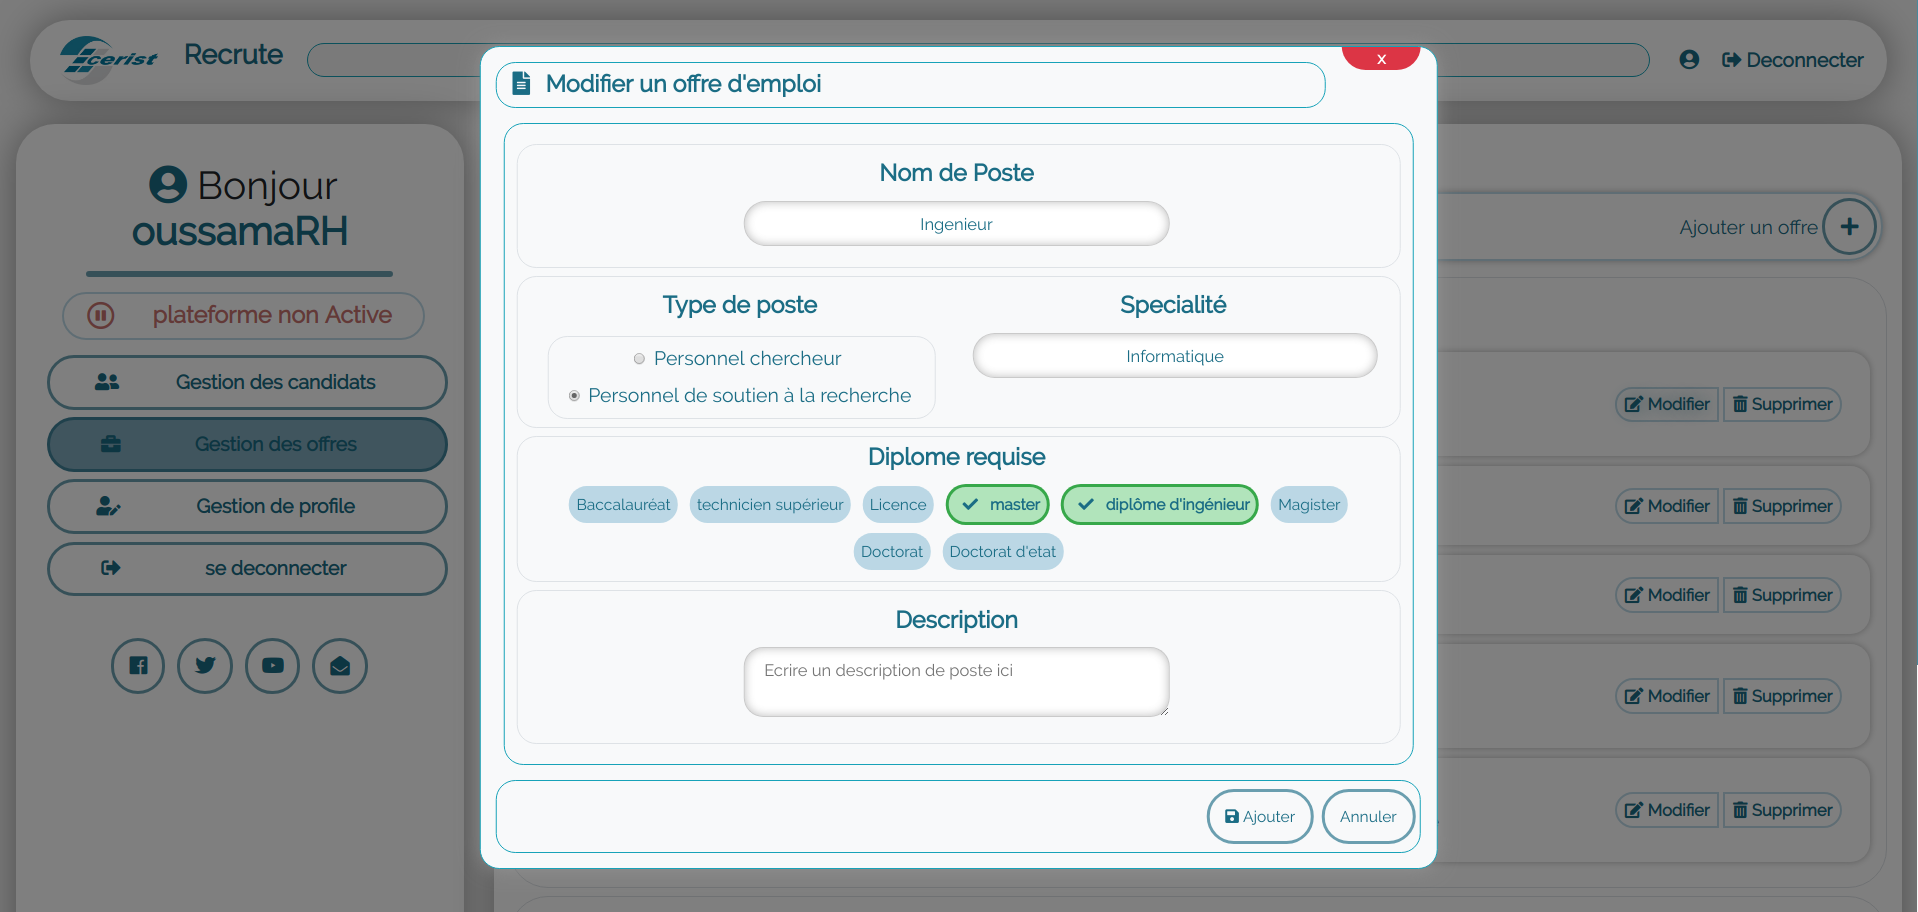 cerist
Recrute
Deconnecter
x
Modifier un offre d'emploi
Bonjour
oussamaRH
plateforme non Active
Gestion des candidats
Gestion des offres
Gestion de profile
se deconnecter
Nom de Poste
Ingenieur
Type de poste
Personnel chercheur
Personnel de soutien à la recherche
Specialité
Informatique
Diplome requise
Baccalauréat technicien supérieur Licence master diplôme d'ingénieur Magister
Doctorat Doctorat d'etat
Description
Ecrire un description de poste ici
Ajouter Annuler
Ajouter un offre
Modifier Supprimer
Modifier Supprimer
Modifier Supprimer
Modifier Supprimer
Modifier Supprimer